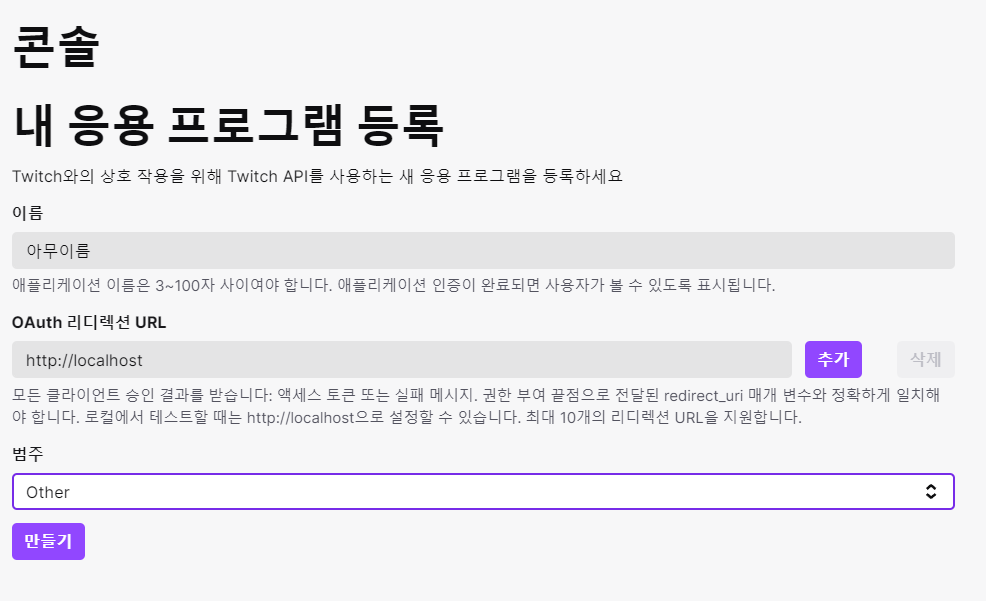 콘솔
내 응용 프로그램 등록
Twitch와의 상호 작용을 위해 Twitch API를 사용하는 새 응용 프로그램을 등록하세요
이름
아무이름
애플리케이션 이름은 3~100자 사이여야 합니다. 애플리케이션 인증이 완료되면 사용자가 볼 수 있도록 표시됩니다.
OAuth 리디렉션 URL
http://localhost 추가 삭제
모든 클라이언트 승인 결과를 받습니다: 액세스 토큰 또는 실패 메시지. 권한 부여 끝점으로 전달된 redirect_uri 매개 변수와 정확하게 일치해
야 합니다. 로컬에서 테스트할 때는 http://localhost으로 설정할 수 있습니다. 최대 10개의 리디렉션 URL을 지원합니다.
범주
Other
만들기